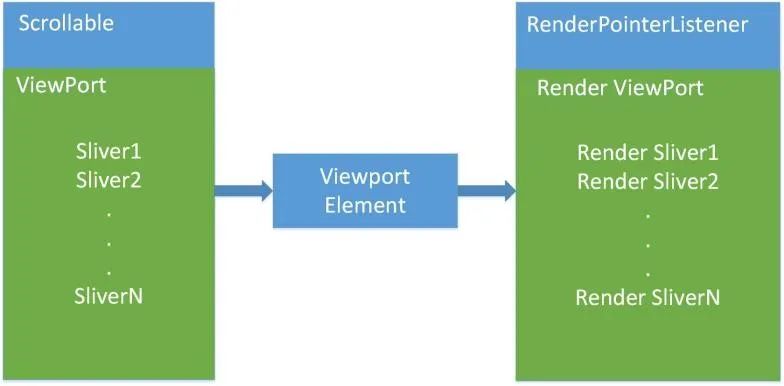 Scrollable
ViewPort
Sliver1
Sliver2
.
.
.
SliverN
Viewport
Element
RenderPointerListener
Render ViewPort
Render Sliver1
Render Sliver2
.
.
.
Render SliverN